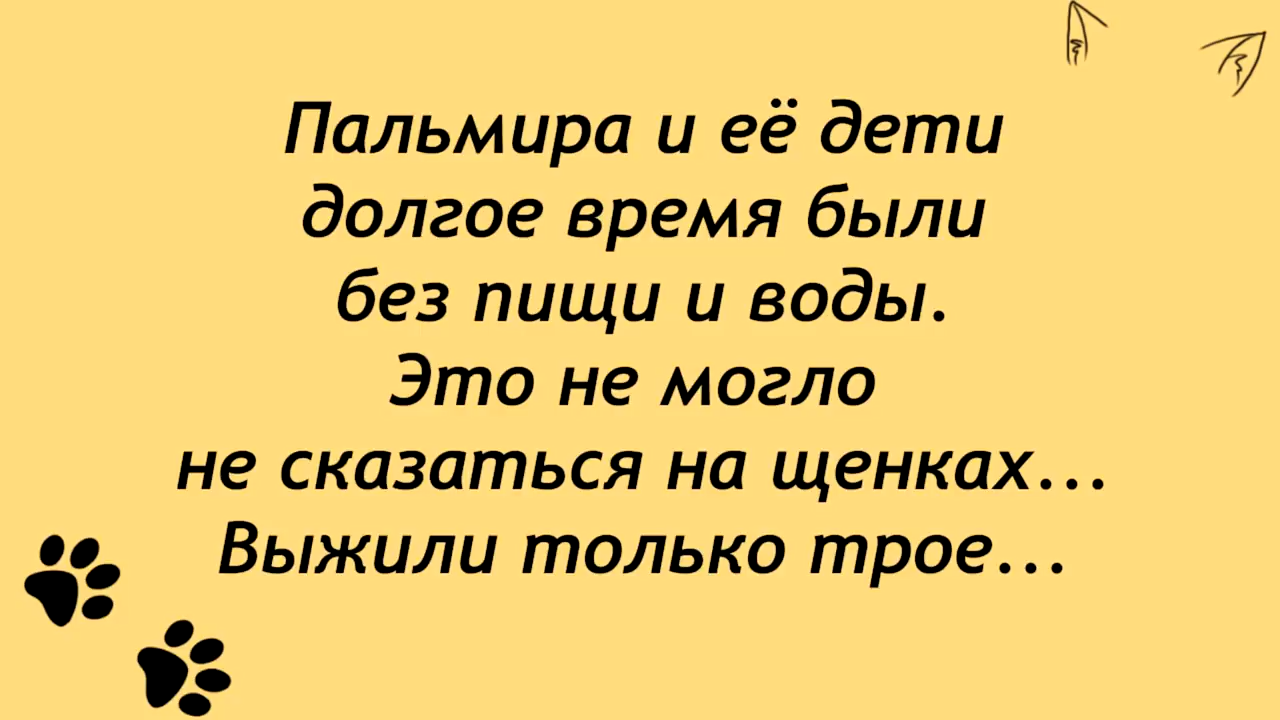 Пальмира и её дети
долгое время были
без пищи и воды.
Это не могло
не сказаться на щенках...
Выжили только трое...